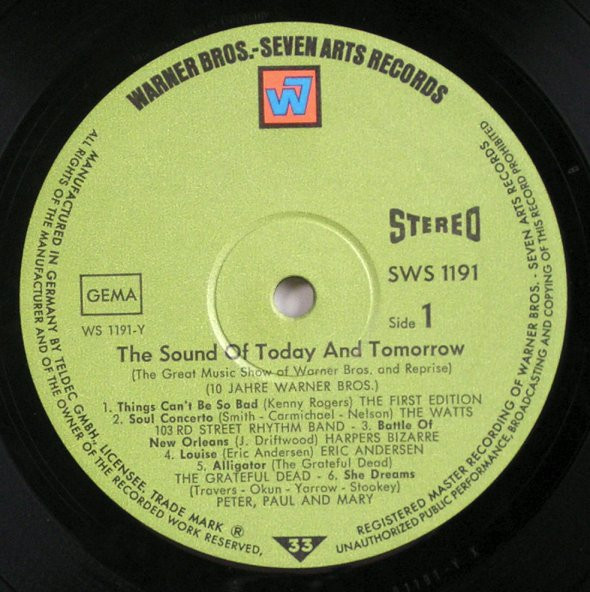 WARNER BROS.-SEVEN ARTS RECORDS
W7
STEREO
SWS 1191
GEMA
WS 1191-Y
Side 1
The Sound Of Today And Tomorrow
(The Great Music Show of Warner Bros. and Reprise)
(10 JAHRE WARNER BROS.)
1. Things Can't Be So Bad (Kenny Rogers) THE FIRST EDITION
2. Soul Concerto (Smith - Carmichael - Nelson) THE WATTS
103 RD STREET RHYTHM BAND - 3. Battle Of
New Orleans (J. Driftwood) HARPERS BIZARRE
4. Louise (Eric Andersen) ERIC ANDERSEN
5. Alligator (The Grateful Dead)
THE GRATEFUL DEAD - 6. She Dreams
(Travers - Okun - Yarrow - Stookey)
PETER, PAUL AND MARY
33
MANUFACTURED IN GERMANY BY TELDEC GMBH. LICENSEE, TRADE MARK ®
ALL RIGHTS OF THE MANUFACTURER AND OF THE OWNER OF THE RECORDED WORK RESERVED,
REGISTERED MASTER RECORDING OF WARNER BROS. - SEVEN ARTS RECORDS
UNAUTHORIZED PUBLIC PERFORMANCE, BROADCASTING AND COPYING OF THIS RECORD PROHIBITED